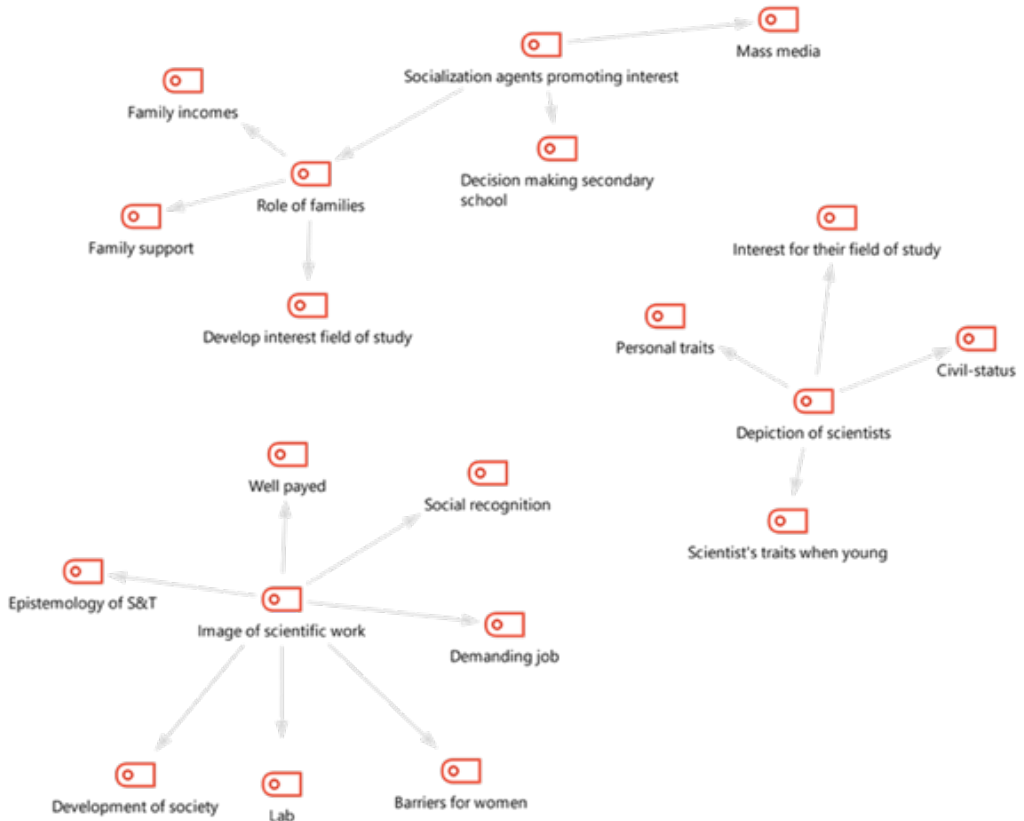 Mass media
Socialization agents promoting interest
Family incomes
Decision making secondary
school
Role of families
Family support
Interest for their field of study
Develop interest field of study
Personal traits
Civil-status
Depiction of scientists
Well payed
Social recognition
Scientist's traits when young
Epistemology of S&T
Image of scientific work
Demanding job
Development of society
Lab
Barriers for women